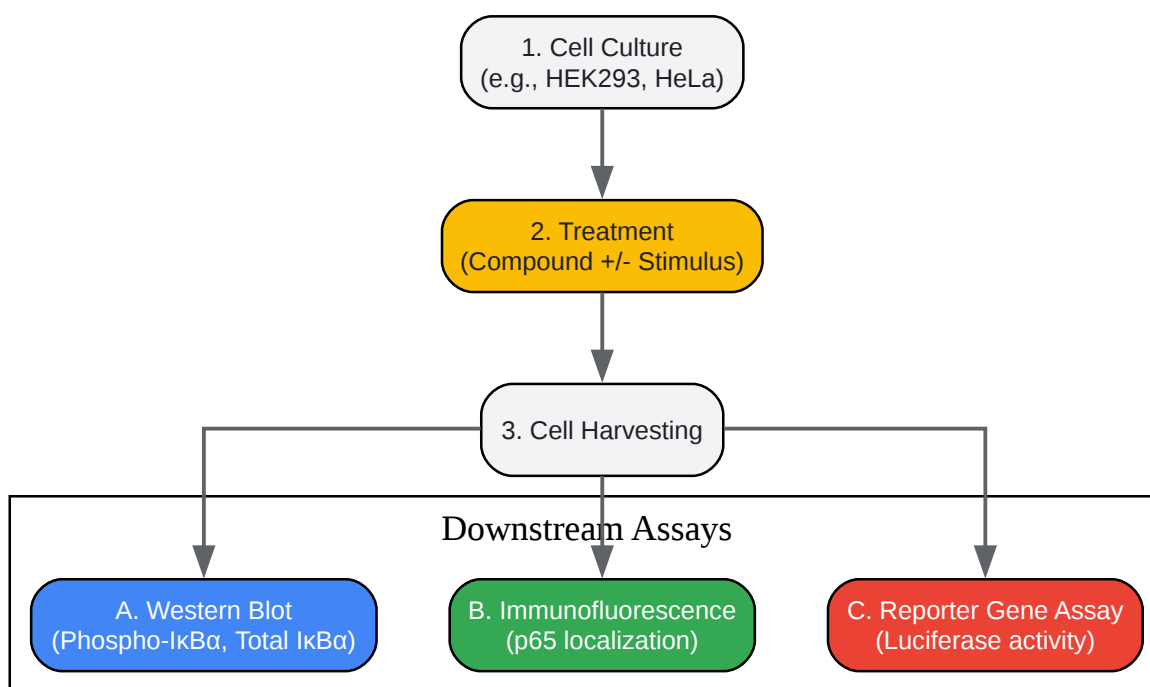 1. Cell Culture
(e.g., HEK293, HeLa)
2. Treatment
(Compound +/- Stimulus)
3. Cell Harvesting
Downstream Assays
A. Western Blot
(Phospho-IκBα, Total IκBα)
B. Immunofluorescence
(p65 localization)
C. Reporter Gene Assay
(Luciferase activity)